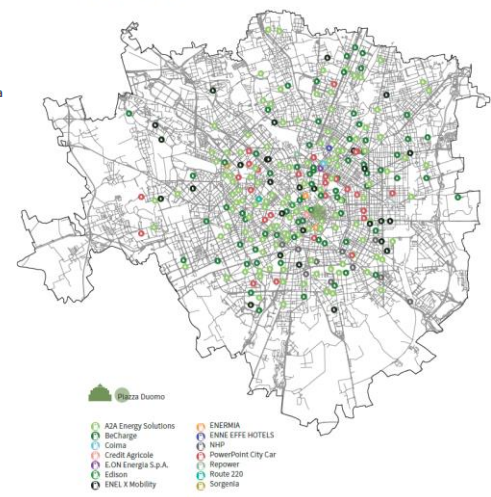 a
Piazza Duomo
A2A Energy Solutions
BeCharge
Coima
Credit Agricole
E.ON Energia S.p.A.
Edison
ENEL X Mobility
ENERMIA
ENNE EFFE HOTELS
NHP
PowerPoint City Car
Repower
Route 220
Sorgenia